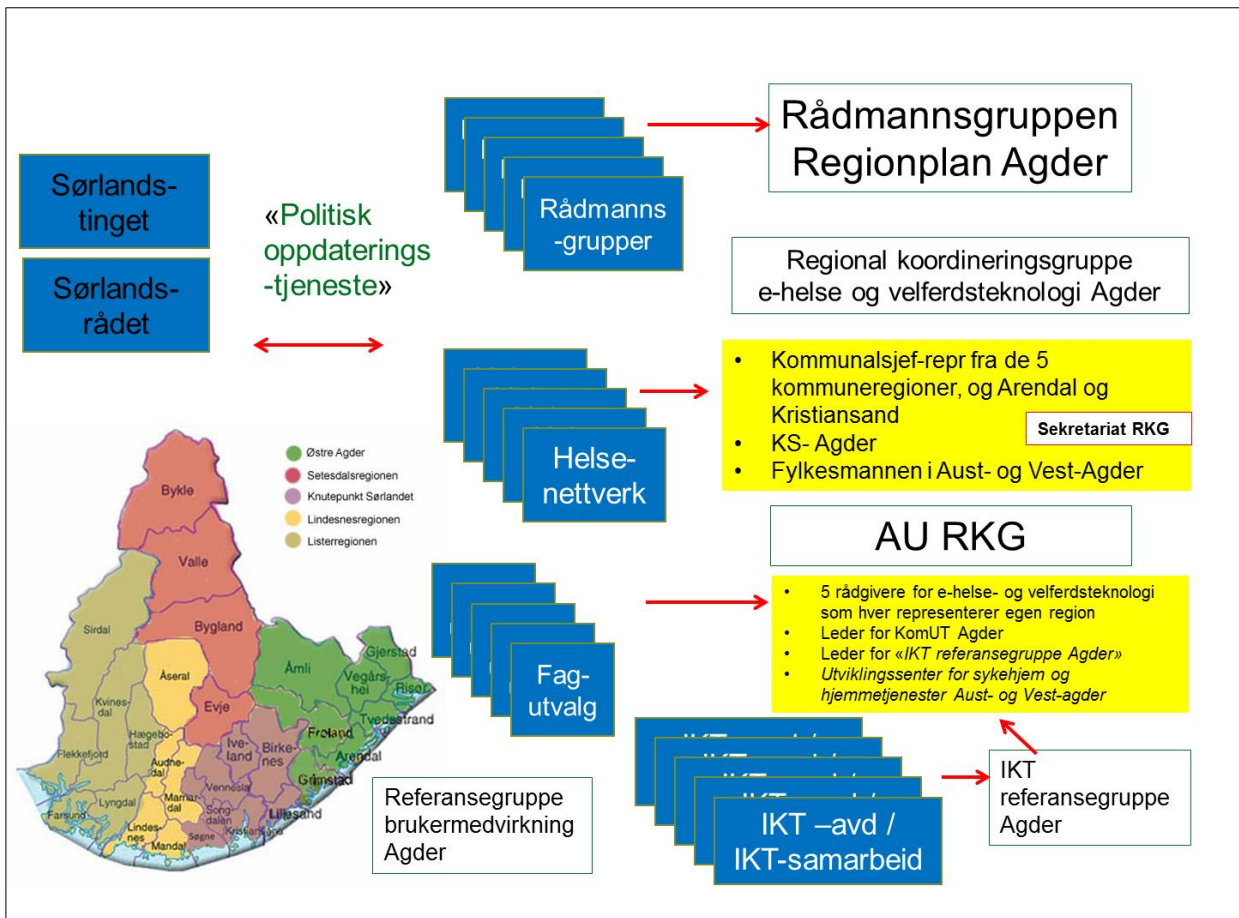 Sørlands-
tinget
Sørlands-
rådet
«Politisk
oppdaterings
-tjeneste»
Rådmanns
-grupper
Rådmannsgruppen
Regionplan Agder
Regional koordineringsgruppe
e-helse og velferdsteknologi Agder
Helse-
nettverk
• Kommunalsjef-repr fra de 5
kommuneregioner, og Arendal og
Kristiansand
• KS- Agder
• Fylkesmannen i Aust- og Vest-Agder
Sekretariat RKG
AU RKG
Fag-
utvalg
• 5 rådgivere for e-helse- og velferdsteknologi
som hver representerer egen region
• Leder for KomUT Agder
• Leder for «IKT referansegruppe Agder»
• Utviklingssenter for sykehjem og
hjemmetjenester Aust- og Vest-agder
IKT –avd /
IKT-samarbeid
IKT
referansegruppe
Agder
Referansegruppe
brukermedvirkning
Agder
Østre Agder
Setesdalsregionen
Knutepunkt Sørlandet
Lindesnesregionen
Listerregionen
Bykle
Valle
Bygland
Sirdal
Åseral
Evje
Åmli
Gjerstad
Vegårs-
hei
Risør
Tvedestrand
Froland
Arendal
Grimstad
Kvines-
dal
Hægebo-
stad
Flekkefjord
Audne-
dal
Ive-
land
Birke-
nes
Vennesla
Lillesand
Lyngdal
Farsund
Marnar-
dal
Song-
dalen
Kristiansand
Lindes-
nes
Søgne
Mandal